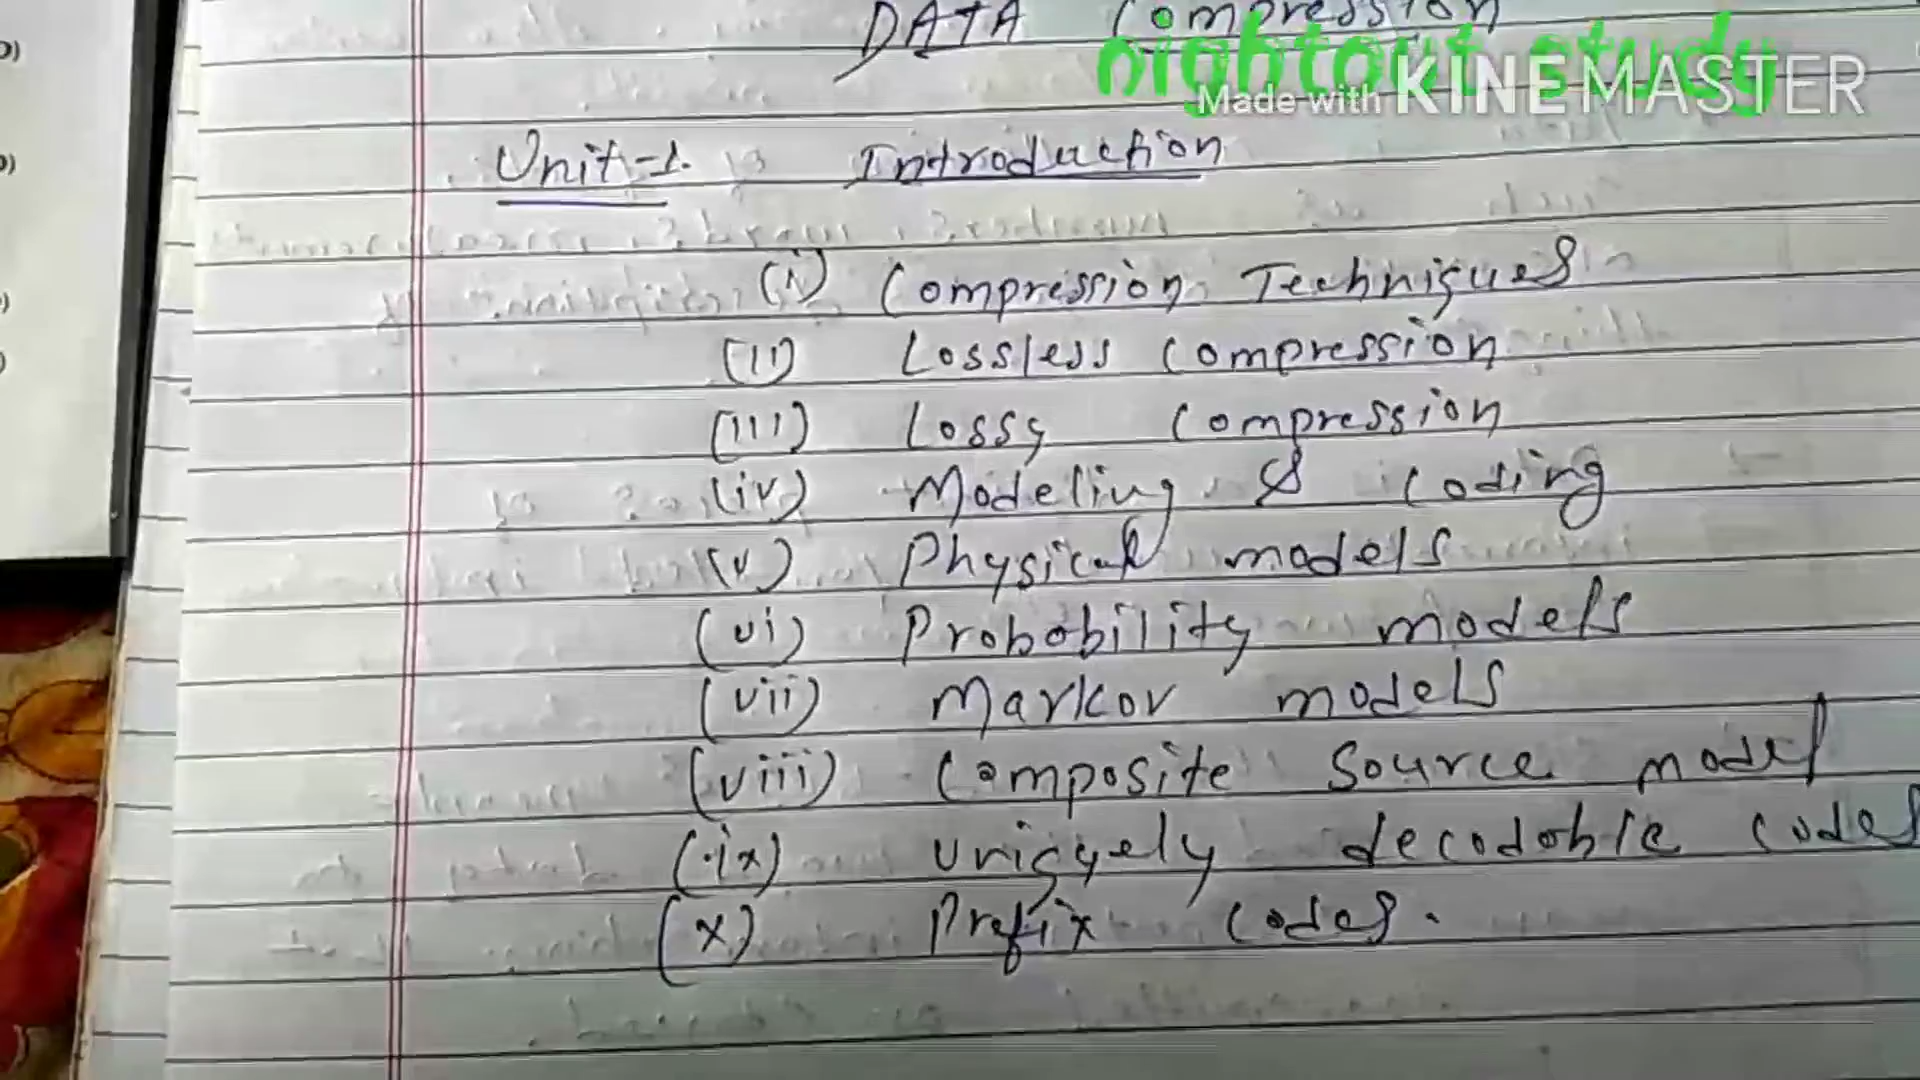 DATA Compression
nightout study
Made with KINEMASTER
Unit-1. Introduction
(i) Compression Techniques
(ii) Lossless Compression
(iii) Lossy Compression
(iv) Modeling & coding
(v) Physical models
(vi) Probability models
(vii) Markov models
(viii) Composite Source model
(ix) Uniquely decodable codes
(x) Prefix codes.